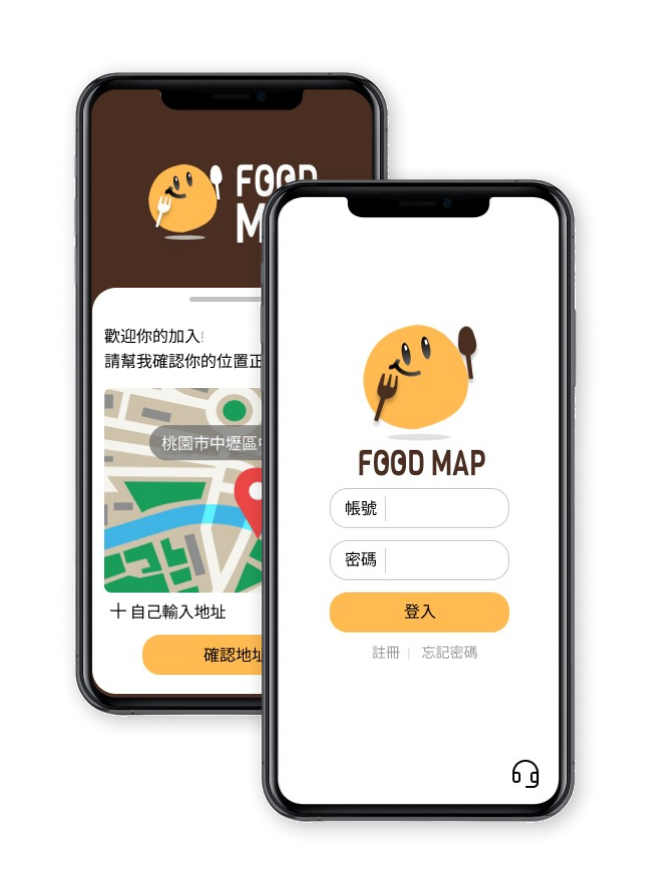 FOOD
M
歡迎你的加入!
請幫我確認你的位置正
桃園市中壢區
自己輸入地址
確認地址
FOOD MAP
帳號
密碼
登入
註冊 | 忘記密碼